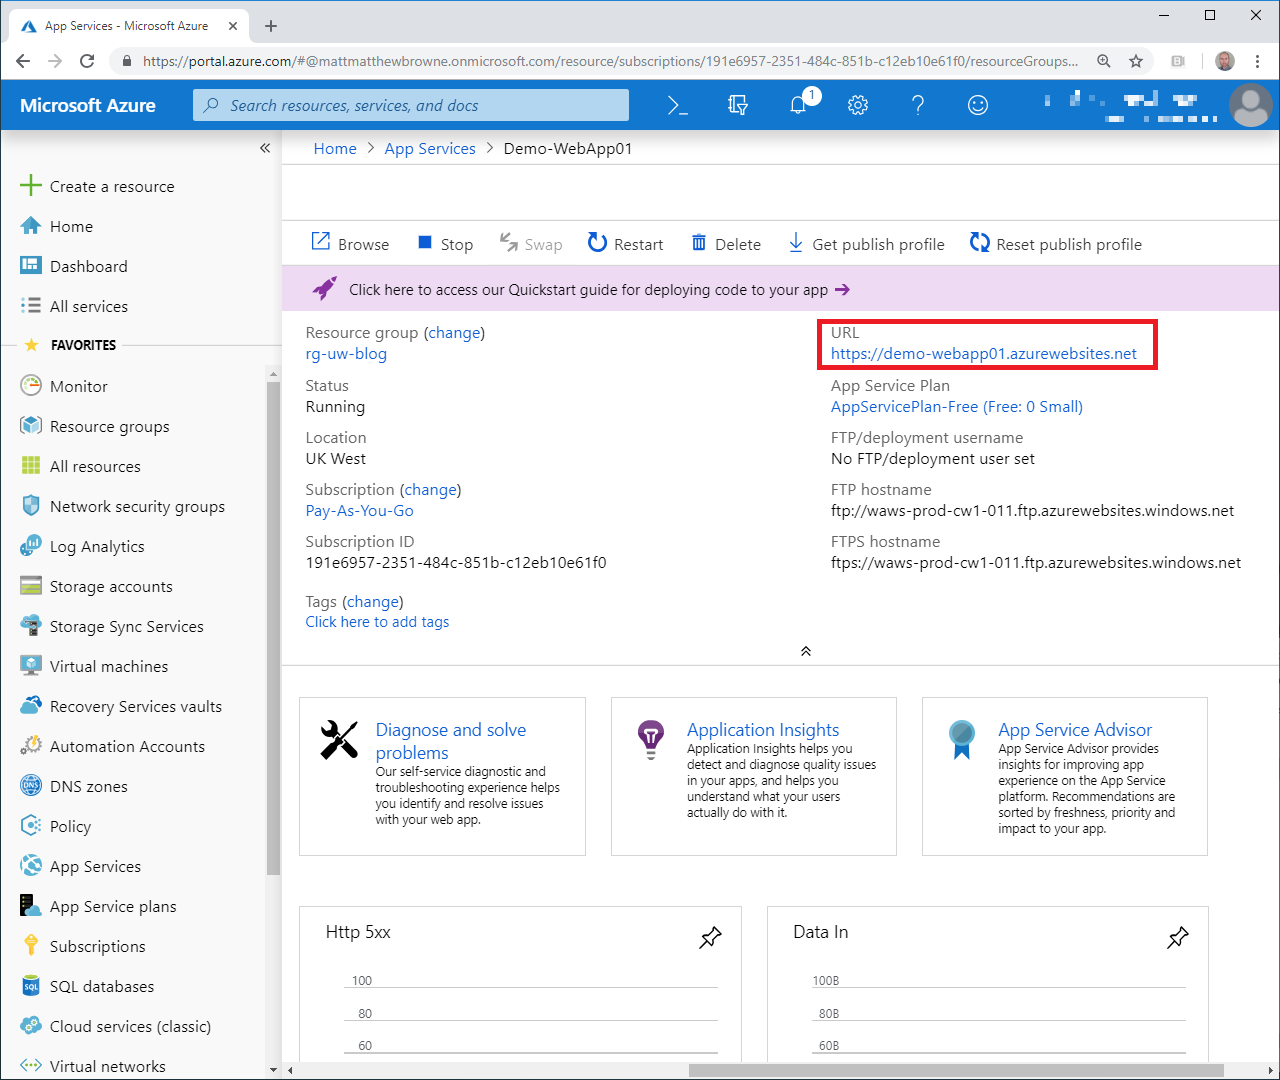 App Services - Microsoft Azure
https://portal.azure.com/#@mattmatthewbrowne.onmicrosoft.com/resource/subscriptions/191e6957-2351-484c-851b-c12eb10e61f0/resourceGroups...
Microsoft Azure
Search resources, services, and docs
1
Home > App Services > Demo-WebApp01
Create a resource
Home
Dashboard
All services
FAVORITES
Monitor
Resource groups
All resources
Network security groups
Log Analytics
Storage accounts
Storage Sync Services
Virtual machines
Recovery Services vaults
Automation Accounts
DNS zones
Policy
App Services
App Service plans
Subscriptions
SQL databases
Cloud services (classic)
Virtual networks
Browse Stop Swap Restart Delete Get publish profile Reset publish profile
Click here to access our Quickstart guide for deploying code to your app
Resource group (change)
rg-uw-blog
Status
Running
Location
UK West
Subscription (change)
Pay-As-You-Go
Subscription ID
191e6957-2351-484c-851b-c12eb10e61f0
Tags (change)
Click here to add tags
URL
https://demo-webapp01.azurewebsites.net
App Service Plan
AppServicePlan-Free (Free: 0 Small)
FTP/deployment username
No FTP/deployment user set
FTP hostname
ftp://waws-prod-cw1-011.ftp.azurewebsites.windows.net
FTPS hostname
ftps://waws-prod-cw1-011.ftp.azurewebsites.windows.net
Diagnose and solve
problems
Our self-service diagnostic and
troubleshooting experience helps
you identify and resolve issues
with your web app.
Application Insights
Application Insights helps you
detect and diagnose quality issues
in your apps, and helps you
understand what your users
actually do with it.
App Service Advisor
App Service Advisor provides
insights for improving app
experience on the App Service
platform. Recommendations are
sorted by freshness, priority and
impact to your app.
Http 5xx
100
80
60
Data In
100B
80B
60B